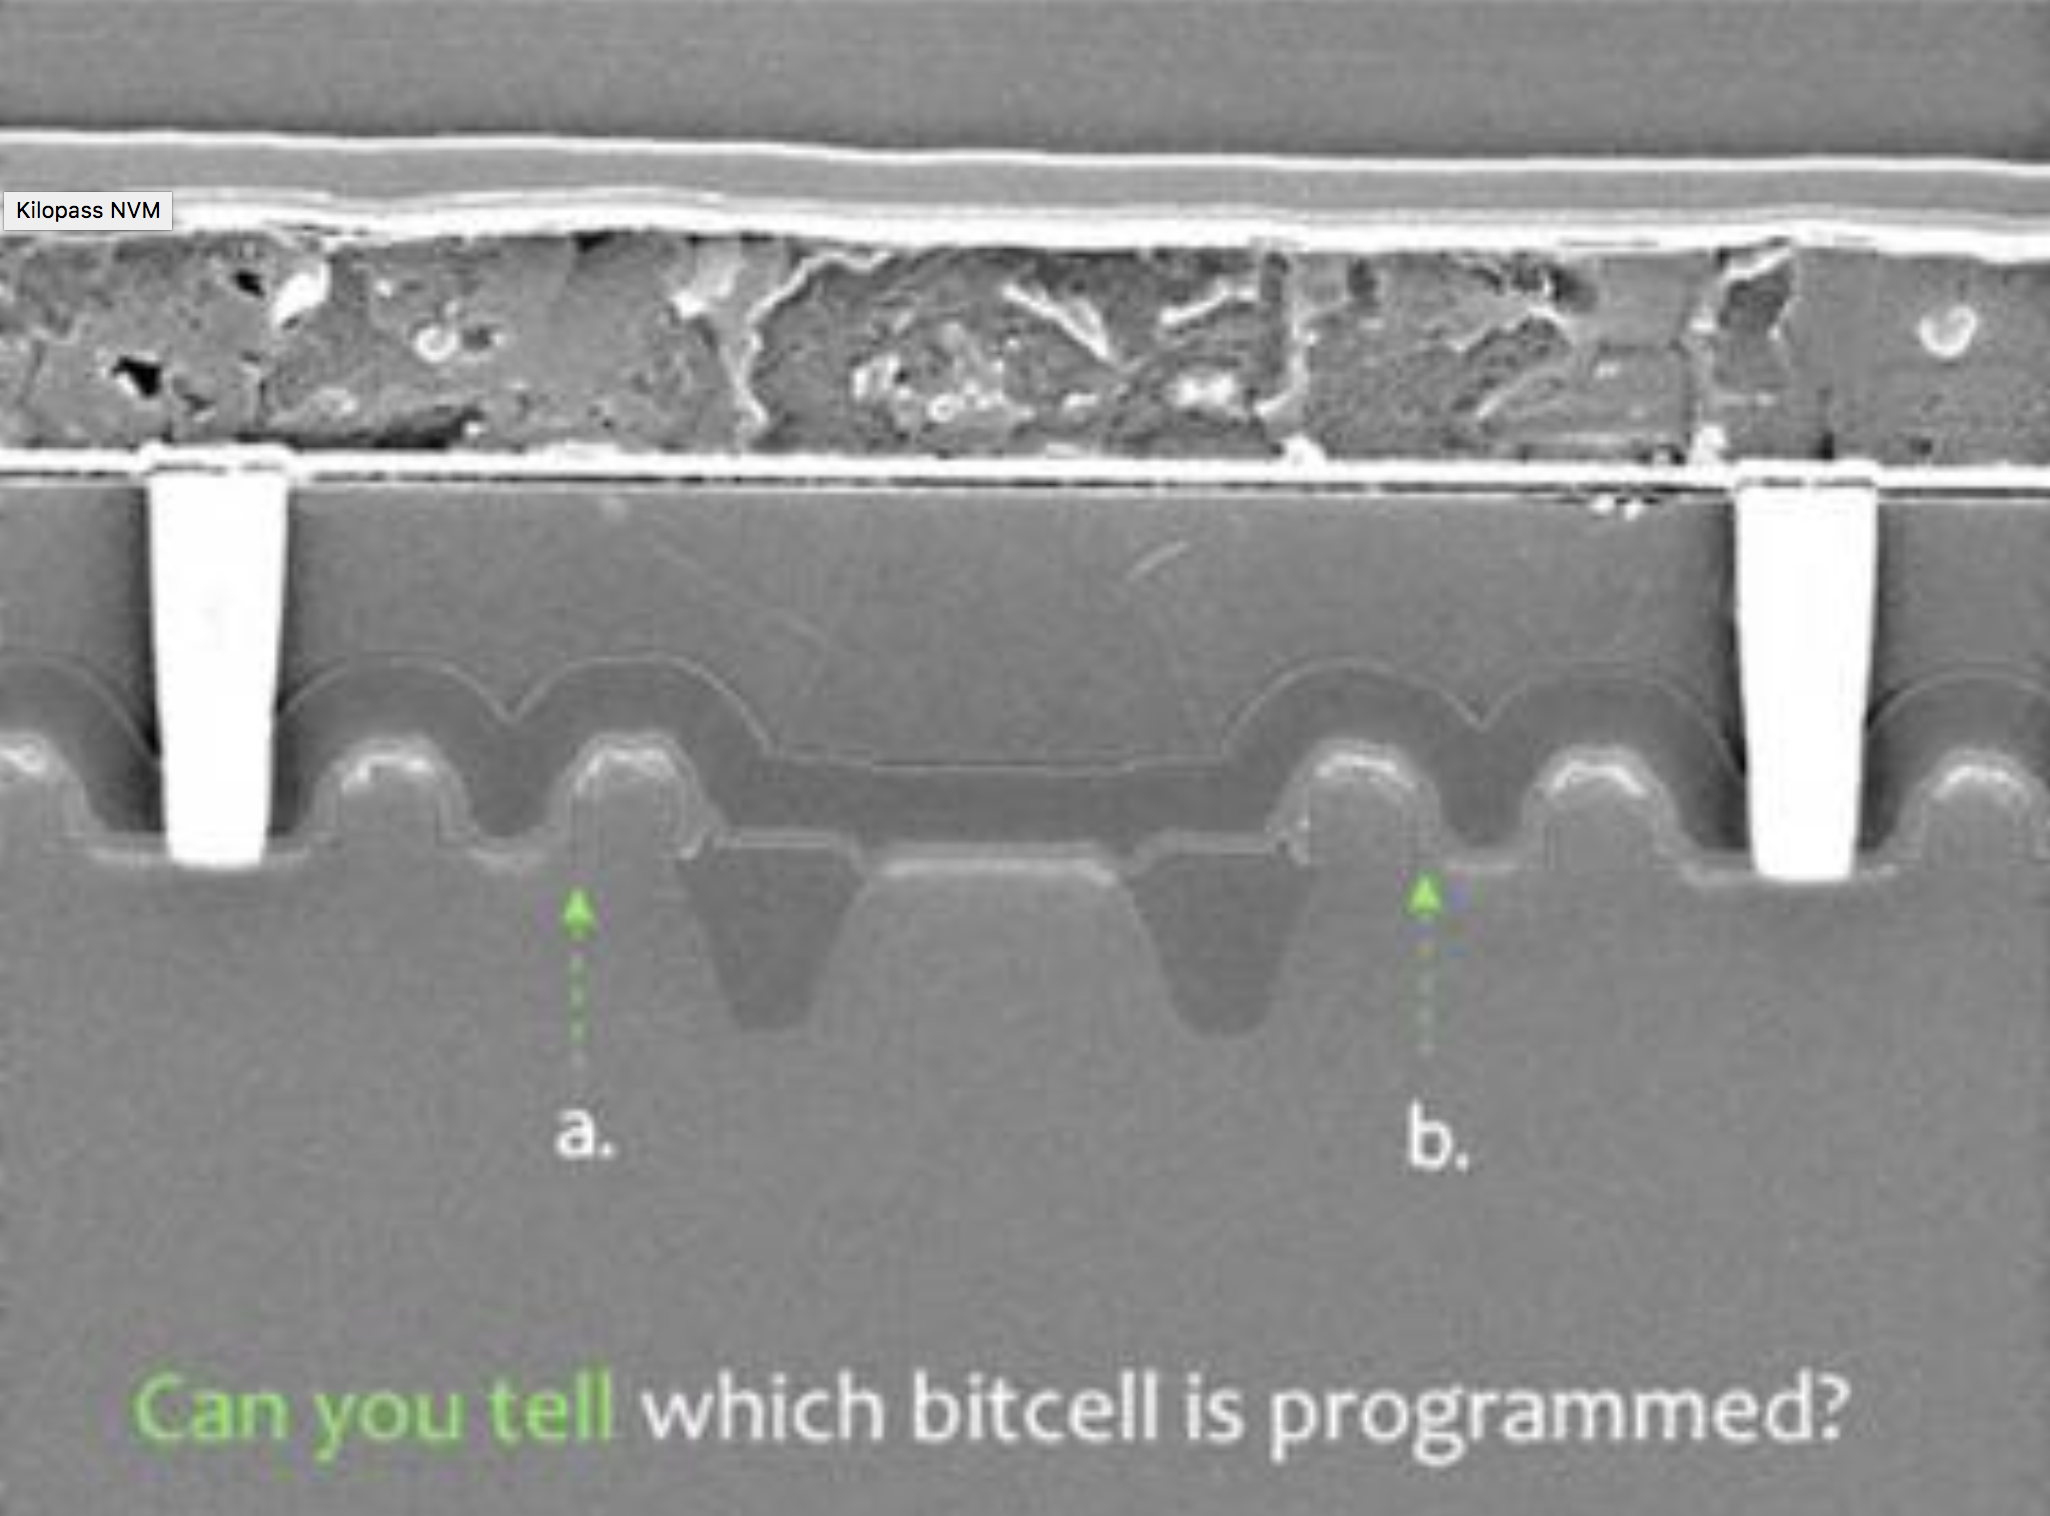 Kilopass NVM
a.
b.
Can you tell which bitcell is programmed?